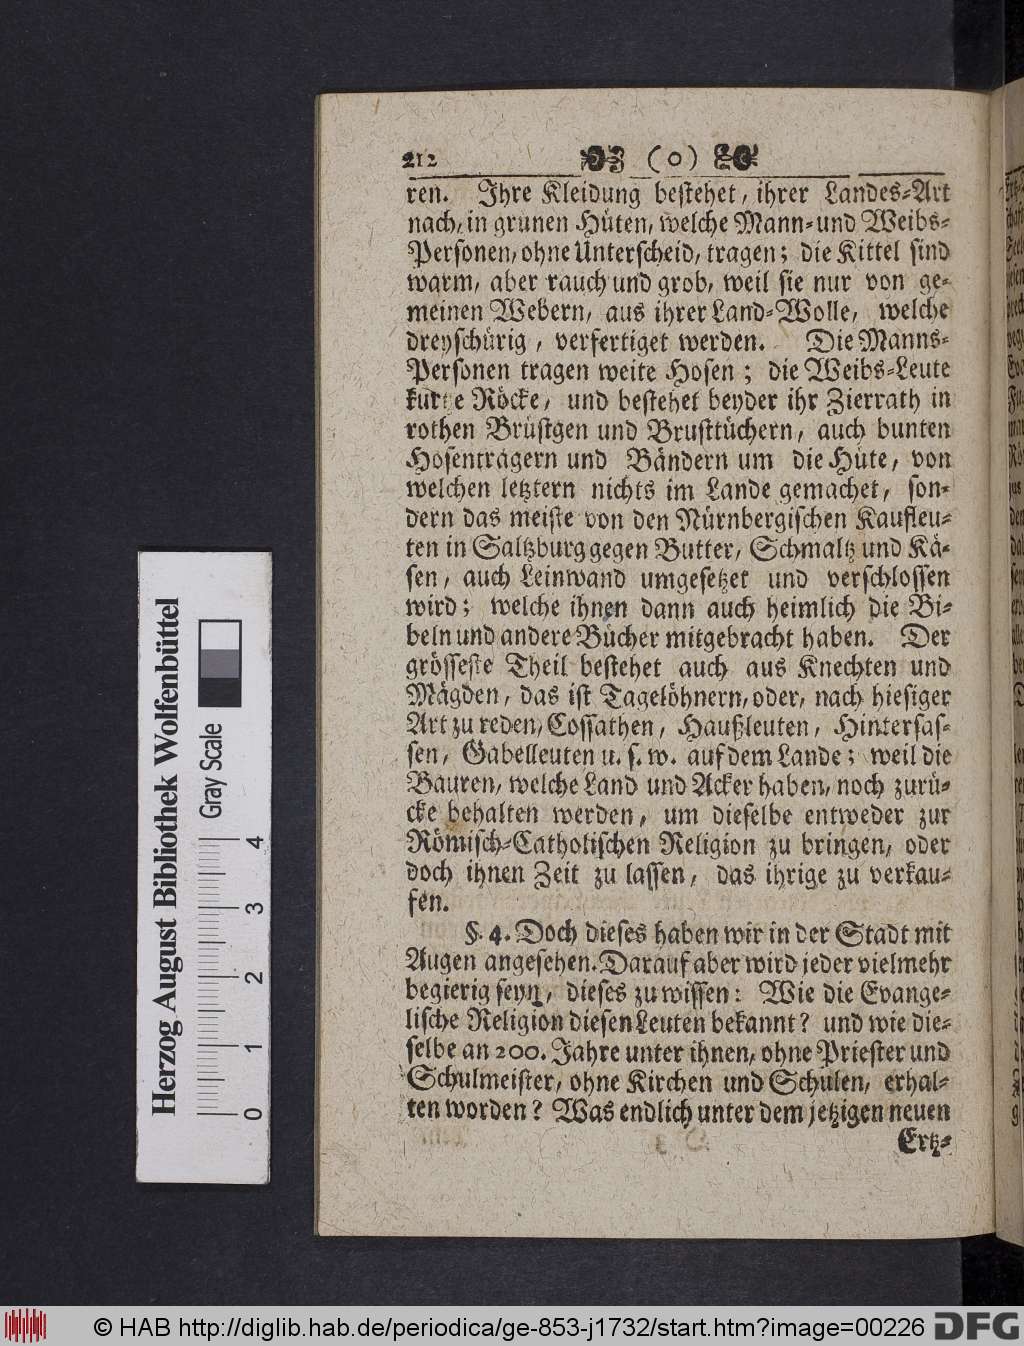 212 (o)
ren. Ihre Kleidung bestehet, ihrer Landes-Art
nach, in grünen Hüten, welche Mann-und Weibs-
Personen, ohne Unterscheid, tragen; die Kittel sind
warm, aber rauch und grob, weil sie nur von ge-
meinen Webern, aus ihrer Land-Wolle, welche
dreyschürig, verfertiget werden. Die Manns-
Personen tragen weite Hosen; die Weibs-Leute
kurtze Röcke, und bestehet beyder ihr Zierrath in
rothen Brüstgen und Brusttüchern, auch bunten
Hosenträgern und Bändern um die Hüte, von
welchen letztern nichts im Lande gemachet, son-
dern das meiste von den Nürnbergischen Kaufleu-
ten in Saltzburg gegen Butter, Schmaltz und Kä-
sen, auch Leinwand umgesetzet und verschlossen
wird; welche ihnen dann auch heimlich die Bi-
beln und andere Bücher mitgebracht haben. Der
grösseste Theil bestehet auch aus Knechten und
Mägden, das ist Tagelöhnern, oder, nach hiesiger
Art zu reden, Cossathen, Haußleuten, Hintersas-
sen, Gabelleuten u. s. w. auf dem Lande; weil die
Bauren, welche Land und Acker haben, noch zurü-
cke behalten werden, um dieselbe entweder zur
Römisch-Catholischen Religion zu bringen, oder
doch ihnen Zeit zu lassen, das ihrige zu verkau-
fen.
§. 4. Doch dieses haben wir in der Stadt mit
Augen angesehen. Darauf aber wird jeder vielmehr
begierig seyn, dieses zu wissen: Wie die Evange-
lische Religion diesen Leuten bekannt? und wie die-
selbe an 200. Jahre unter ihnen, ohne Priester und
Schulmeister, ohne Kirchen und Schulen, erhal-
ten worden? Was endlich unter dem jetzigen neuen
Ertz-
Herzog August Bibliothek Wolfenbüttel
Gray Scale
0 1 2 3 4
© HAB http://diglib.hab.de/periodica/ge-853-j1732/start.htm?image=00226
DFG